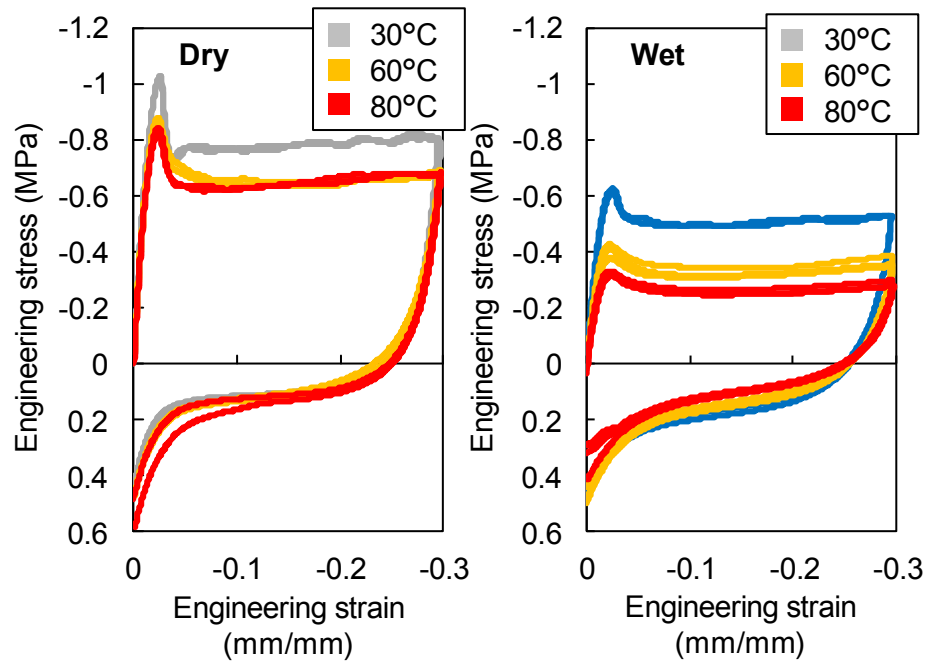 Dry
30°C
60°C
80°C
Engineering stress (MPa)
-1.2
-1
-0.8
-0.6
-0.4
-0.2
0
0.2
0.4
0.6
0
-0.1
-0.2
-0.3
Engineering strain
(mm/mm)
Wet
30°C
60°C
80°C
Engineering stress (MPa)
-1.2
-1
-0.8
-0.6
-0.4
-0.2
0
0.2
0.4
0.6
0
-0.1
-0.2
-0.3
Engineering strain
(mm/mm)